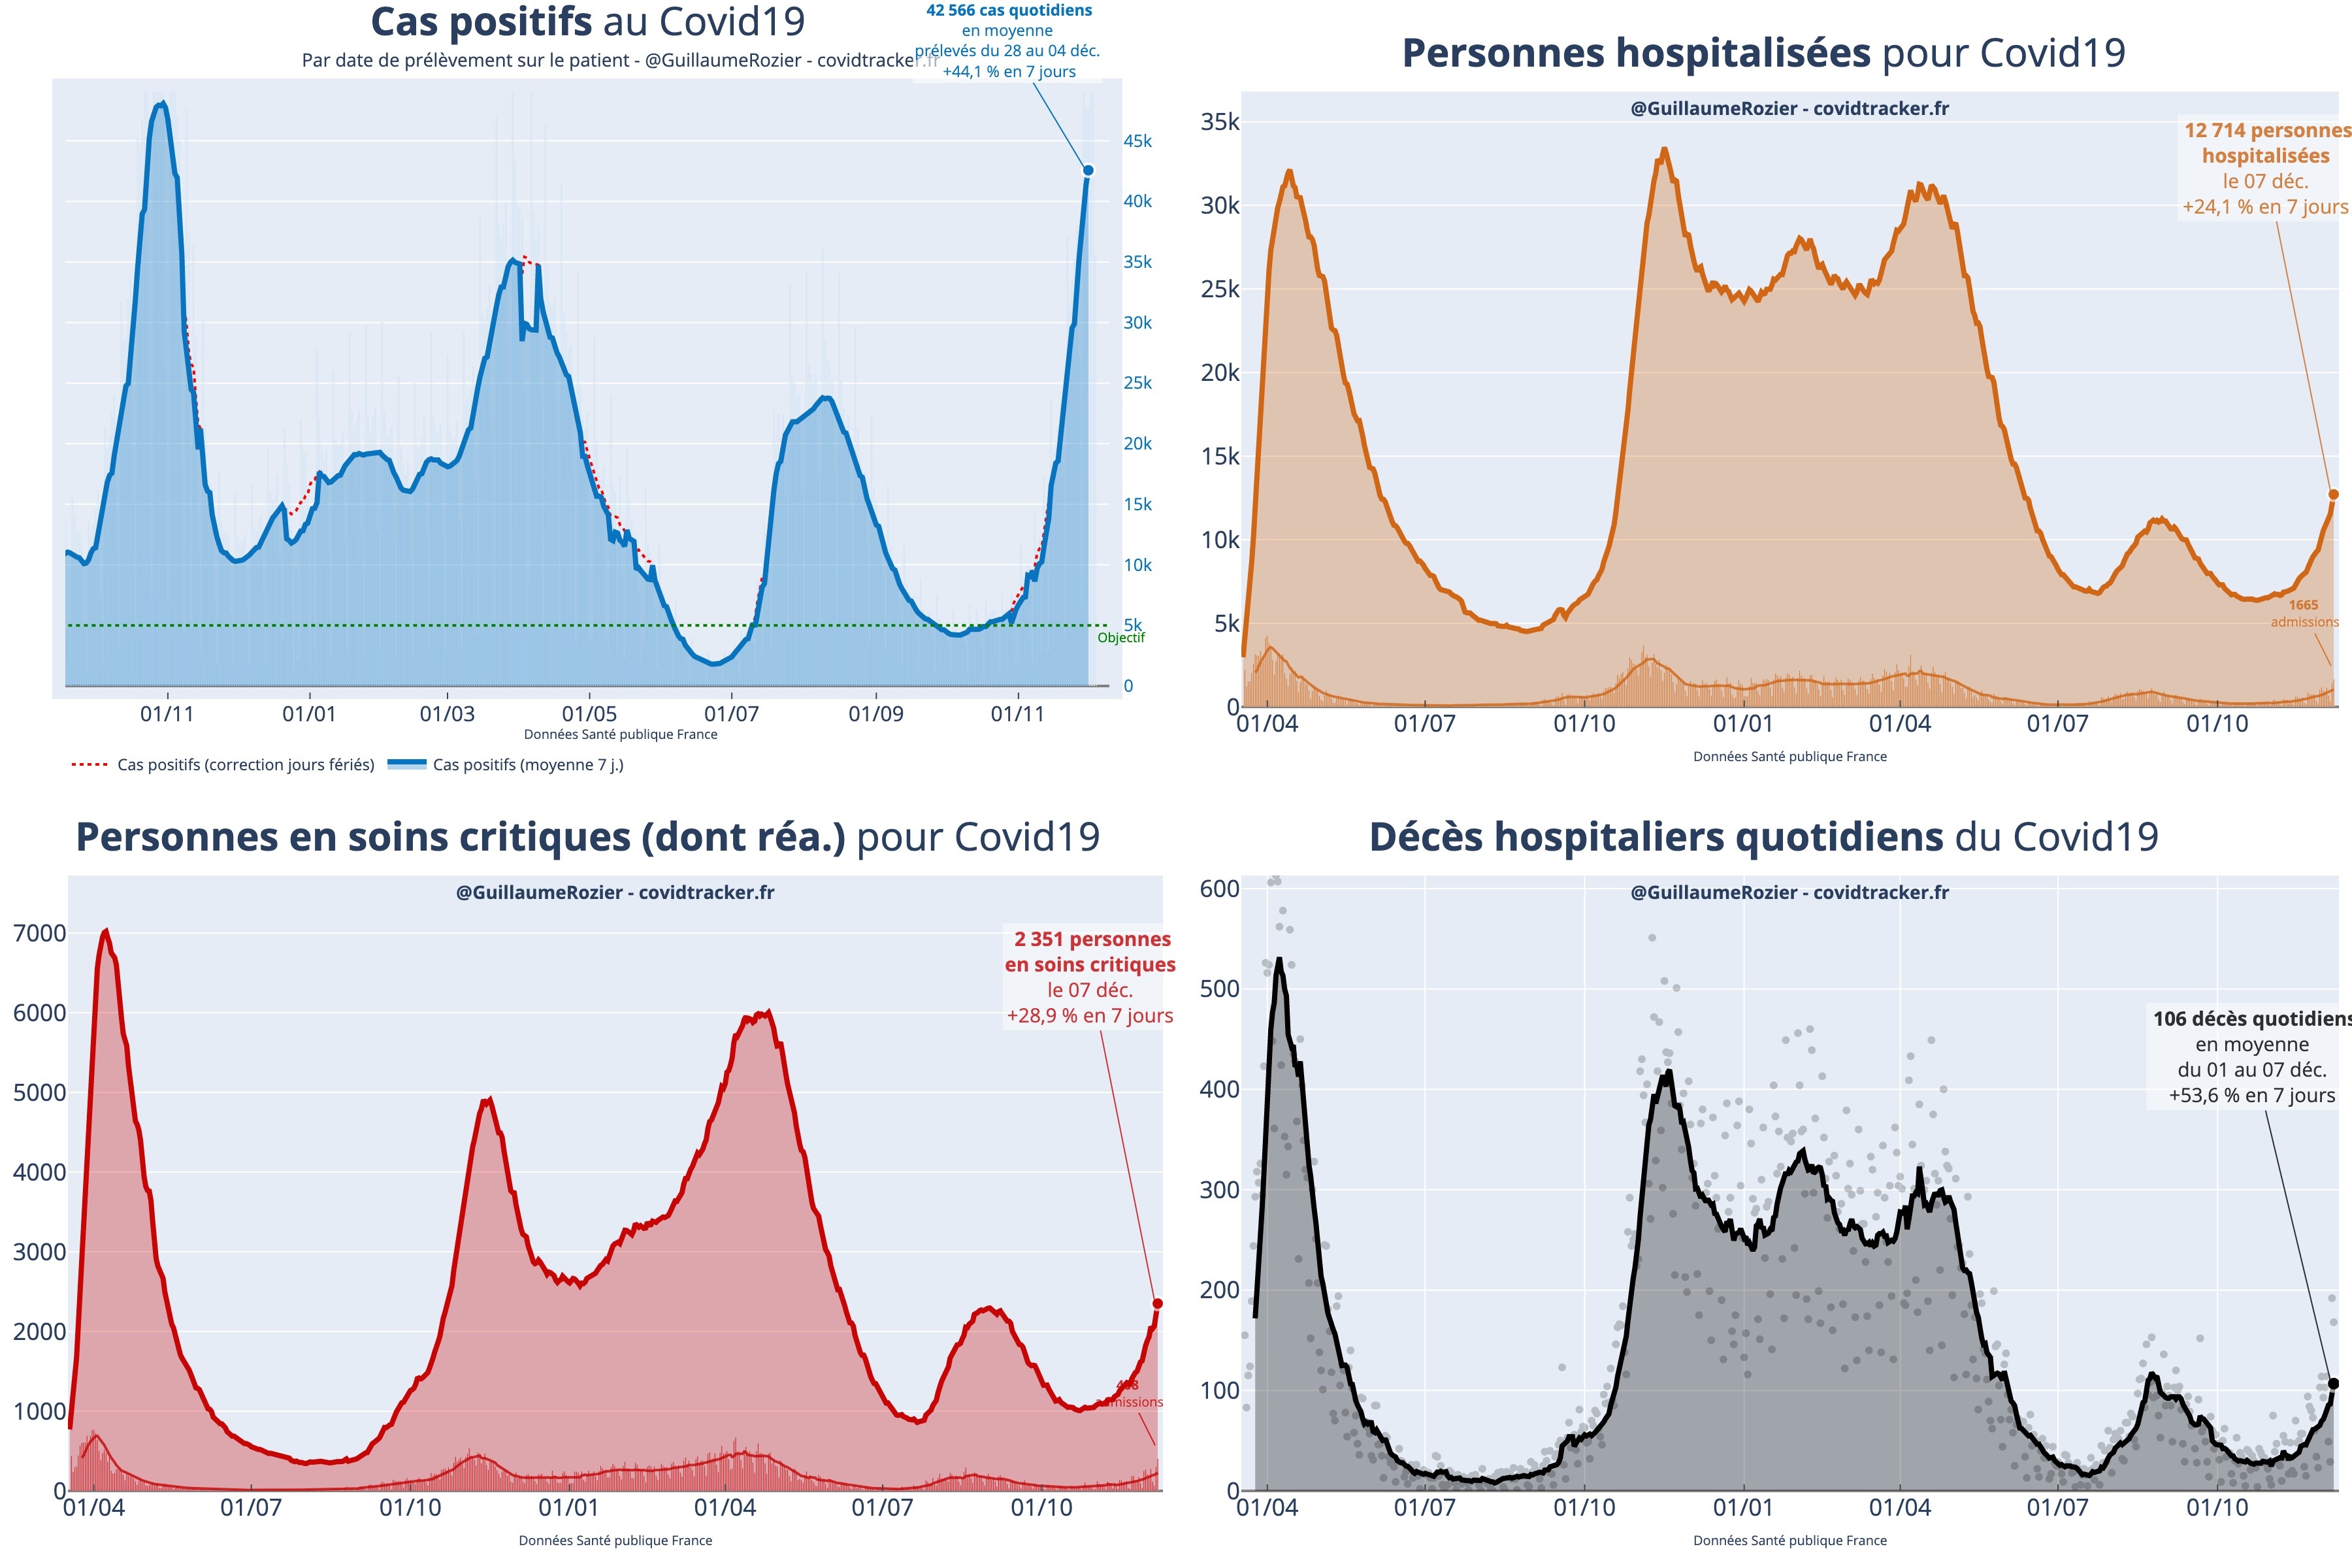 Cas positifs au Covid19
Par date de prélèvement sur le patient - @GuillaumeRozier - covidtracker.fr
42 566 cas quotidiens
en moyenne
prélevés du 28 au 04 déc.
+44,1 % en 7 jours
45k
40k
35k
30k
25k
20k
15k
10k
5k
Objectif
0
01/11
01/01
01/03
01/05
01/07
01/09
01/11
Données Santé publique France
Cas positifs (correction jours fériés)
Cas positifs (moyenne 7 j.)
Personnes hospitalisées pour Covid19
@GuillaumeRozier - covidtracker.fr
12 714 personnes
hospitalisées
le 07 déc.
+24,1 % en 7 jours
35k
30k
25k
20k
15k
10k
5k
0
1665
admissions
01/04
01/07
01/10
01/01
01/04
01/07
01/10
Données Santé publique France
Personnes en soins critiques (dont réa.) pour Covid19
@GuillaumeRozier - covidtracker.fr
2 351 personnes
en soins critiques
le 07 déc.
+28,9 % en 7 jours
7000
6000
5000
4000
3000
2000
1000
0
admissions
01/04
01/07
01/10
01/01
01/04
01/07
01/10
Données Santé publique France
Décès hospitaliers quotidiens du Covid19
@GuillaumeRozier - covidtracker.fr
106 décès quotidiens
en moyenne
du 01 au 07 déc.
+53,6 % en 7 jours
600
500
400
300
200
100
0
01/04
01/07
01/10
01/01
01/04
01/07
01/10
Données Santé publique France